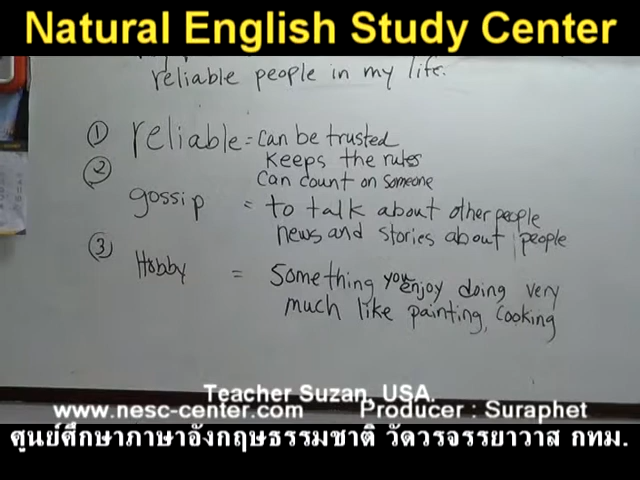 Natural English Study Center
reliable people in my life.
① reliable = can be trusted
② keeps the rules
can count on someone
gossip = to talk about other people
news and stories about people
③ Hobby = Something you enjoy doing very
much like painting, cooking
Teacher Suzan, USA.
www.nesc-center.com Producer : Suraphet
ศูนย์ศึกษาภาษาอังกฤษธรรมชาติ วัดวรจรรยาวาส กทม.